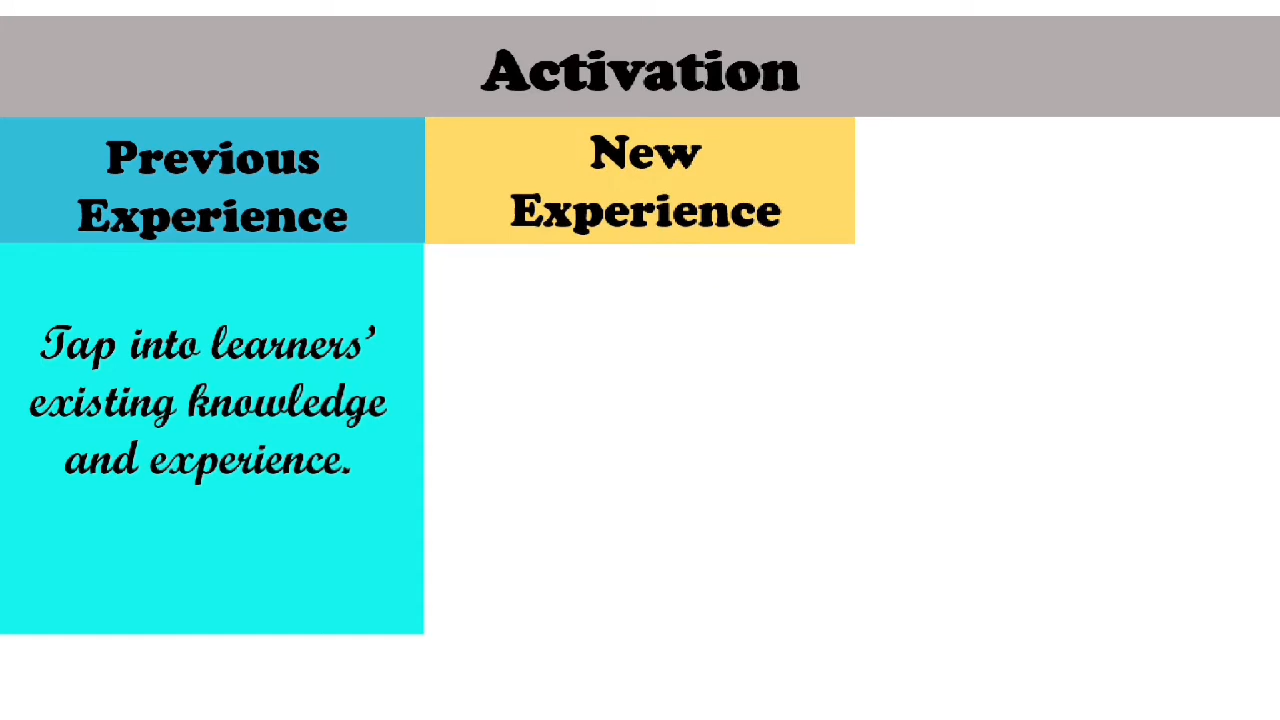 Activation
Previous
Experience
New
Experience
Tap into learners’
existing knowledge
and experience.